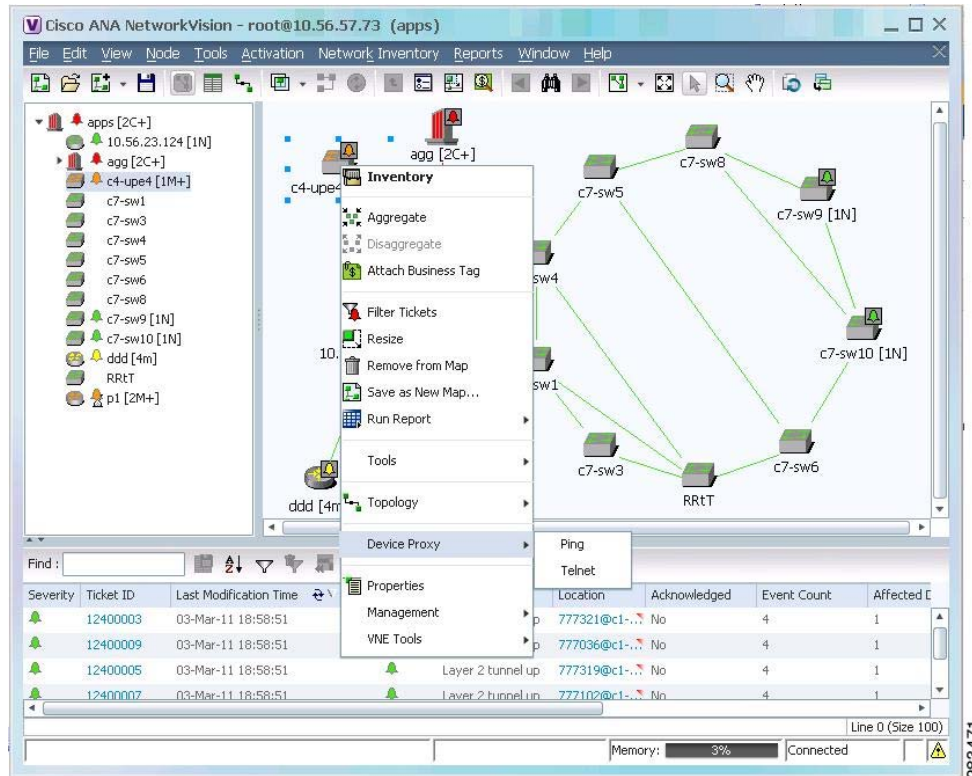 Cisco ANA NetworkVision - root@10.56.57.73 (apps)
File Edit View Node Tools Activation Network Inventory Reports Window Help
apps [2C+]
10.56.23.124 [1N]
agg [2C+]
c4-upe4 [1M+]
c7-sw1
c7-sw3
c7-sw4
c7-sw5
c7-sw6
c7-sw8
c7-sw9 [1N]
c7-sw10 [1N]
ddd [4m]
RRtT
p1 [2M+]
agg [2C+]
c4-upe4
c7-sw5
c7-sw8
c7-sw9 [1N]
sw4
10.
c7-sw10 [1N]
sw1
c7-sw3
c7-sw6
RRtT
ddd [4m
Inventory
Aggregate
Disaggregate
Attach Business Tag
Filter Tickets
Resize
Remove from Map
Save as New Map...
Run Report
Tools
Topology
Device Proxy
Properties
Management
VNE Tools
Ping
Telnet
Find :
Severity Ticket ID Last Modification Time Location Acknowledged Event Count Affected D
12400003 03-Mar-11 18:58:51 p 777321@c1-... No 4 1
12400009 03-Mar-11 18:58:51 p 777036@c1-... No 4 1
12400005 03-Mar-11 18:58:51 Layer 2 tunnel up 777319@c1-... No 4 1
12400007 03-Mar-11 18:58:51 Layer 2 tunnel up 777102@c1-... No 4 1
Line 0 (Size 100)
Memory: 3% Connected